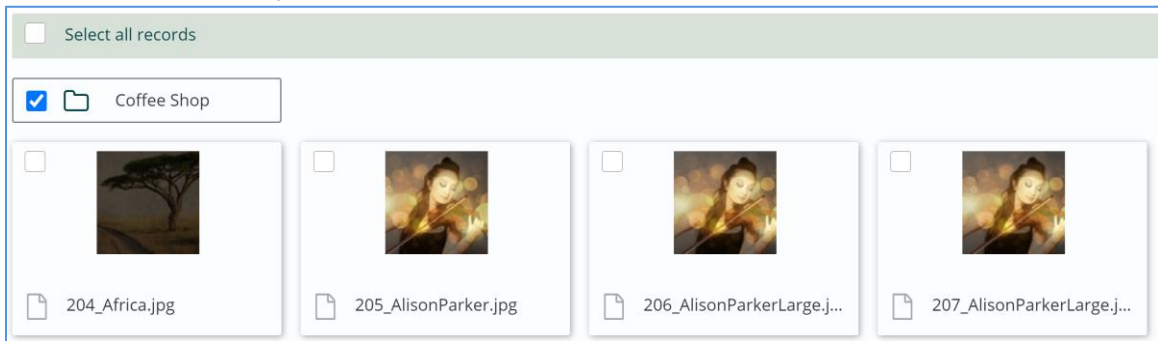 Select all records
Coffee Shop
204_Africa.jpg
205_AlisonParker.jpg
206_AlisonParkerLarge.j...
207_AlisonParkerLarge.j...